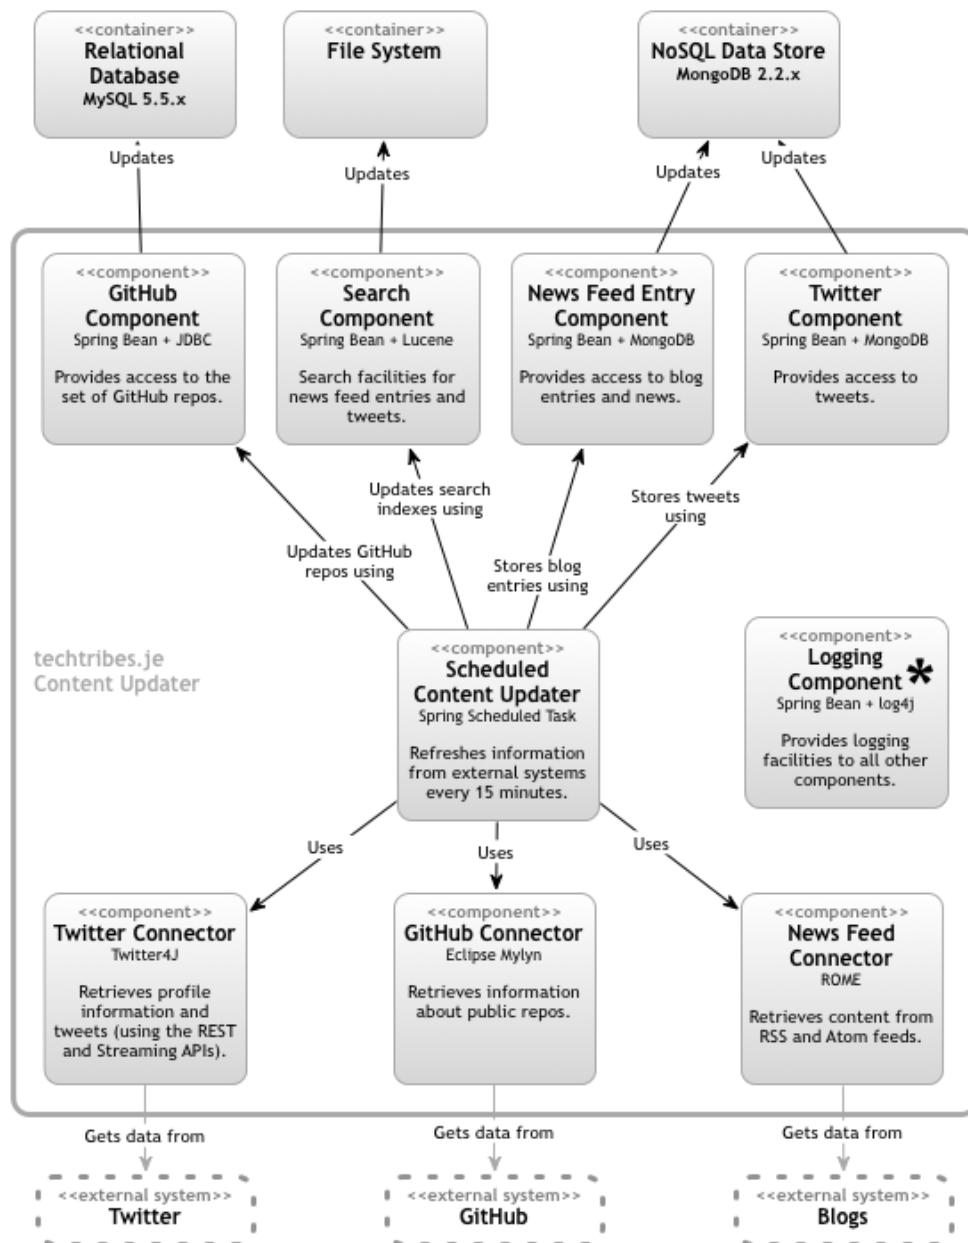 <<container>>
Relational
Database
MySQL 5.5.x
<<container>>
File System
<<container>>
NoSQL Data Store
MongoDB 2.2.x
Updates
Updates
Updates
Updates
<<component>>
GitHub
Component
Spring Bean + JDBC
Provides access to the
set of GitHub repos.
<<component>>
Search
Component
Spring Bean + Lucene
Search facilities for
news feed entries and
tweets.
<<component>>
News Feed Entry
Component
Spring Bean + MongoDB
Provides access to blog
entries and news.
<<component>>
Twitter
Component
Spring Bean + MongoDB
Provides access to
tweets.
Updates GitHub
repos using
Updates search
indexes using
Stores blog
entries using
Stores tweets
using
techtribes.je
Content Updater
<<component>>
Scheduled
Content Updater
Spring Scheduled Task
Refreshes information
from external systems
every 15 minutes.
<<component>>
Logging
Component *
Spring Bean + log4j
Provides logging
facilities to all other
components.
Uses
Uses
Uses
<<component>>
Twitter Connector
Twitter4J
Retrieves profile
information and
tweets (using the REST
and Streaming APIs).
<<component>>
GitHub Connector
Eclipse Mylyn
Retrieves information
about public repos.
<<component>>
News Feed
Connector
ROME
Retrieves content from
RSS and Atom feeds.
Gets data from
Gets data from
Gets data from
<<external system>>
Twitter
<<external system>>
GitHub
<<external system>>
Blogs